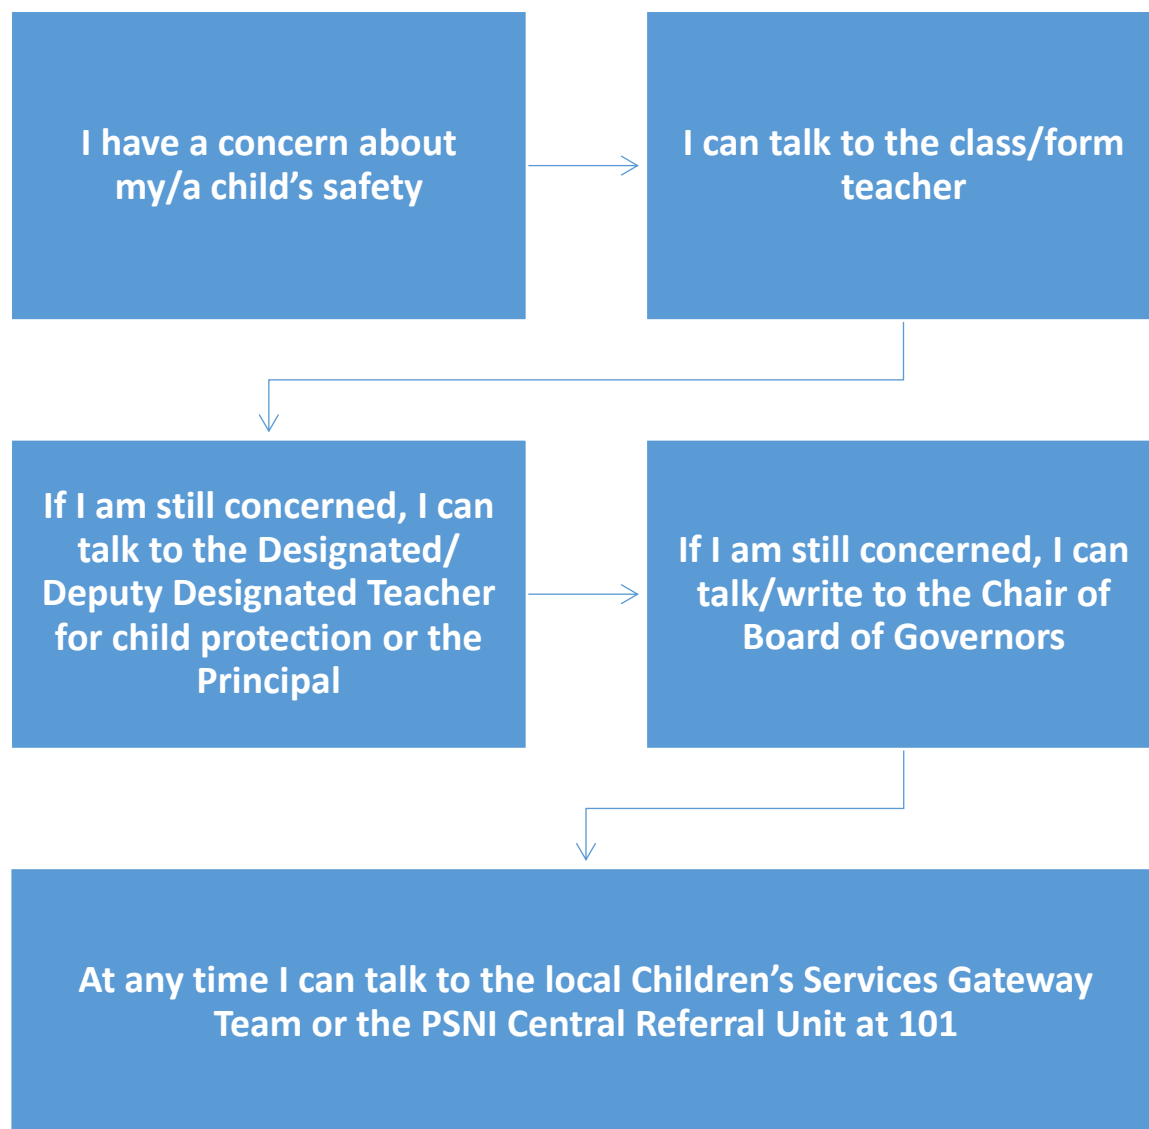 I have a concern about
my/a child’s safety
I can talk to the class/form
teacher
If I am still concerned, I can
talk to the Designated/
Deputy Designated Teacher
for child protection or the
Principal
If I am still concerned, I can
talk/write to the Chair of
Board of Governors
At any time I can talk to the local Children’s Services Gateway
Team or the PSNI Central Referral Unit at 101